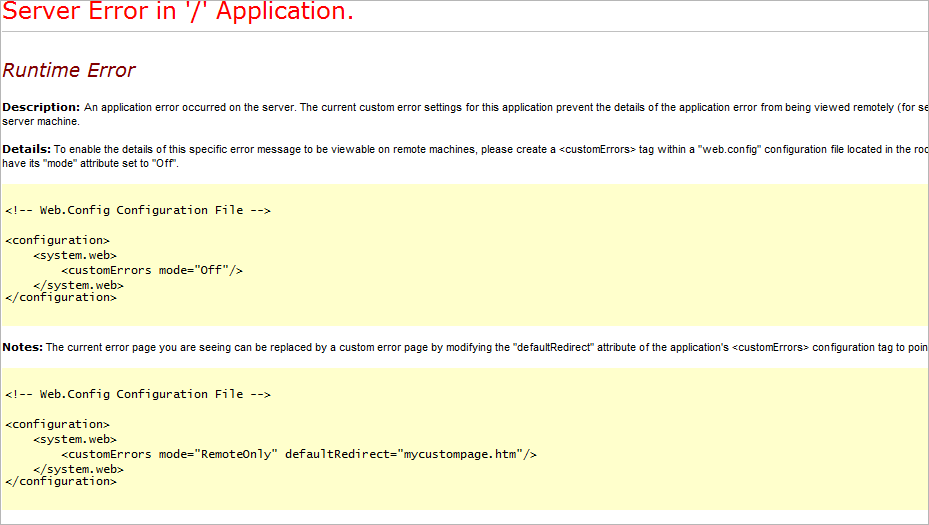 Server Error in '/' Application.
Runtime Error
Description: An application error occurred on the server. The current custom error settings for this application prevent the details of the application error from being viewed remotely (for
server machine.
Details: To enable the details of this specific error message to be viewable on remote machines, please create a <customErrors> tag within a "web.config" configuration file located in the
have its "mode" attribute set to "Off".
<!-- Web.Config Configuration File -->
<configuration>
    <system.web>
        <customErrors mode="Off"/>
    </system.web>
</configuration>
Notes: The current error page you are seeing can be replaced by a custom error page by modifying the "defaultRedirect" attribute of the application's <customErrors> configuration tag to
<!-- Web.Config Configuration File -->
<configuration>
    <system.web>
        <customErrors mode="RemoteOnly" defaultRedirect="mycustompage.htm"/>
    </system.web>
</configuration>